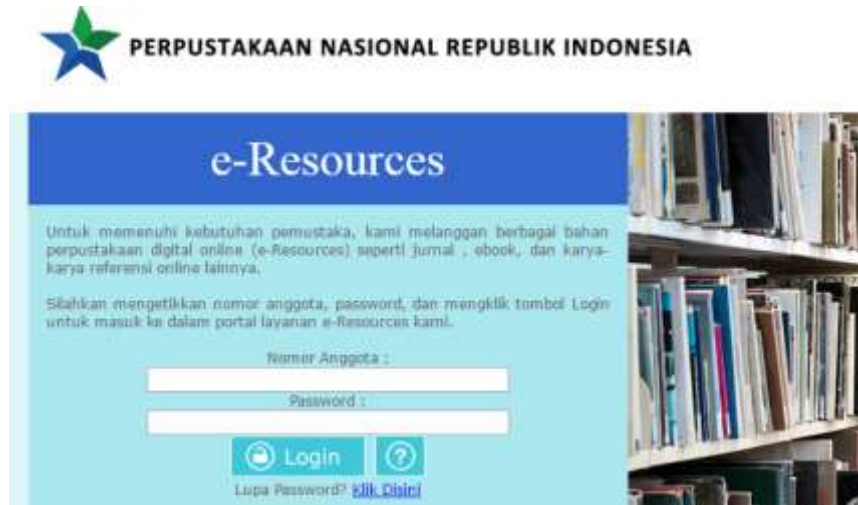 PERPUSTAKAAN NASIONAL REPUBLIK INDONESIA
e-Resources
Untuk memenuhi kebutuhan pemustaka, kami melanggan berbagai bahan
perpustakaan digital online (e-Resources) seperti jurnal , ebook, dan karya-
karya referensi online lainnya.
Silahkan mengetikkan nomor anggota, password, dan mengklik tombol Login
untuk masuk ke dalam portal layanan e-Resources kami.
Nomor Anggota :
Password :
Login ?
Lupa Password? Klik Disini